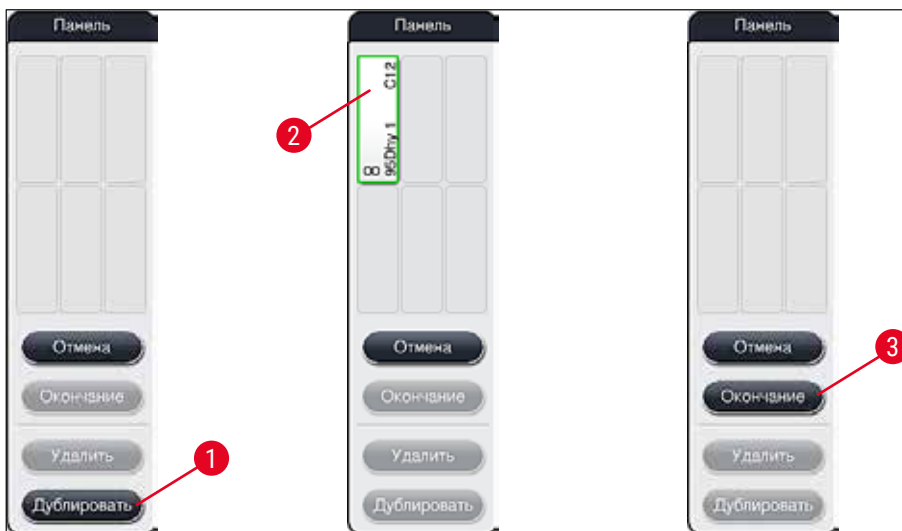 Панель
Отмена
Окончание
Удалить
Дублировать
1
Панель
2
C12
95Dhy 1
00
Отмена
Окончание
Удалить
Дублировать
Панель
Отмена
Окончание
3
Удалить
Дублировать